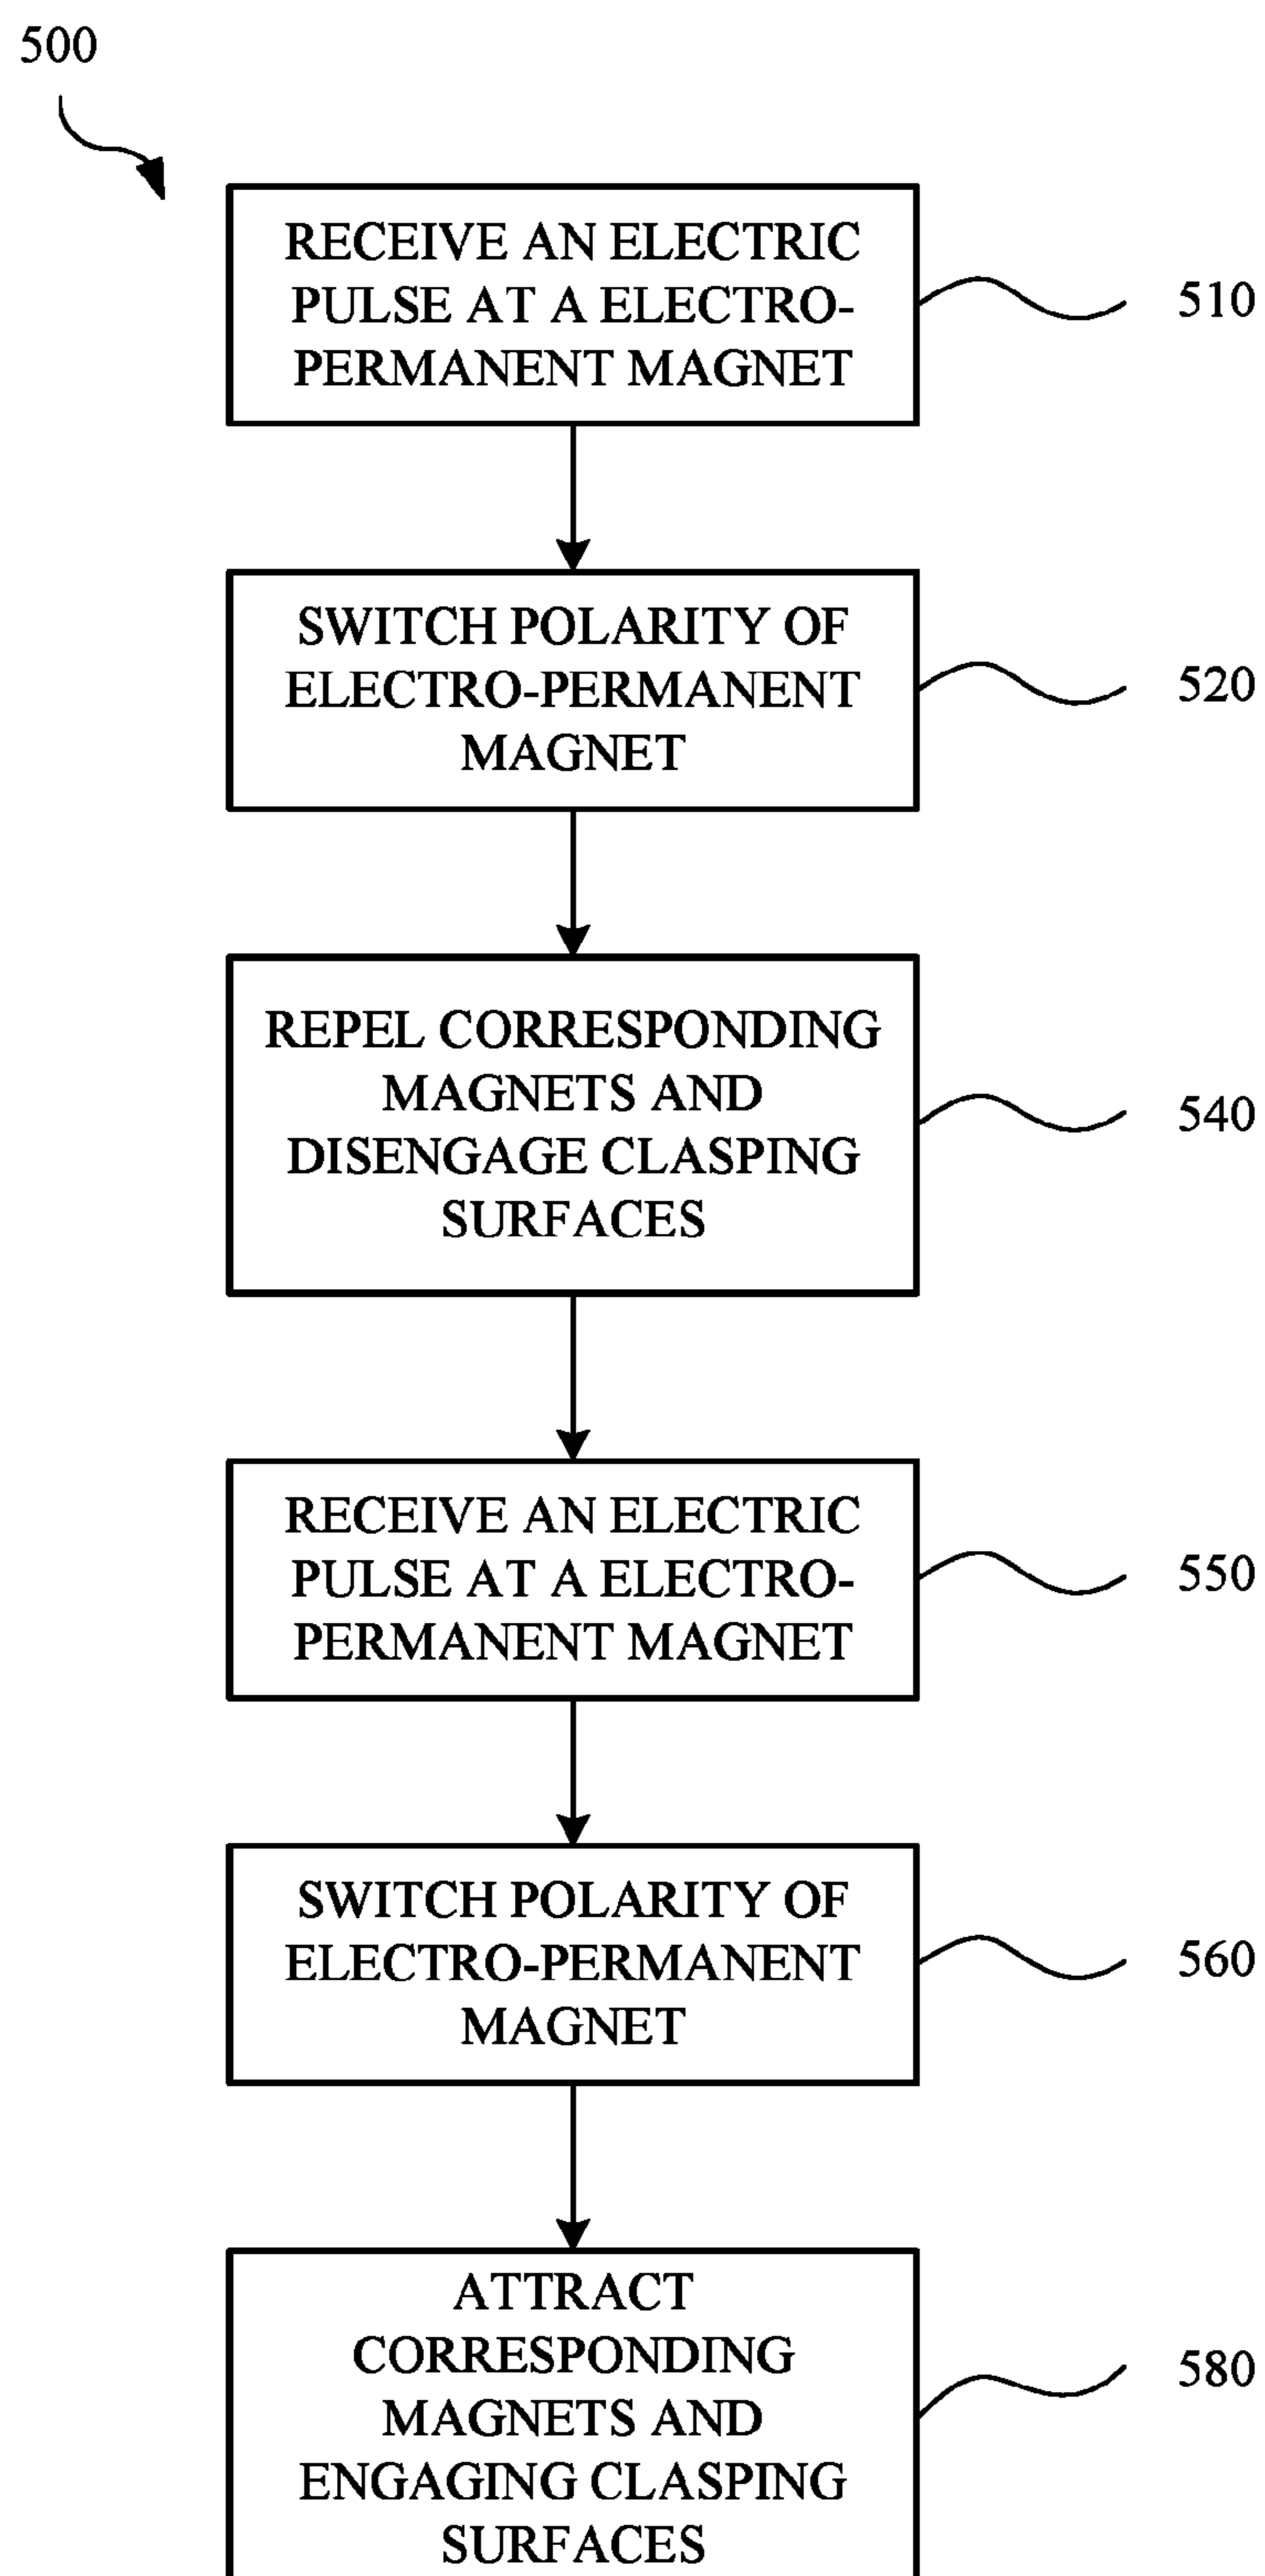 500
RECEIVE AN ELECTRIC
PULSE AT A ELECTRO-
PERMANENT MAGNET
510
SWITCH POLARITY OF
ELECTRO-PERMANENT
MAGNET
520
REPEL CORRESPONDING
MAGNETS AND
DISENGAGE CLASPING
SURFACES
540
RECEIVE AN ELECTRIC
PULSE AT A ELECTRO-
PERMANENT MAGNET
550
SWITCH POLARITY OF
ELECTRO-PERMANENT
MAGNET
560
ATTRACT
CORRESPONDING
MAGNETS AND
ENGAGING CLASPING
SURFACES
580